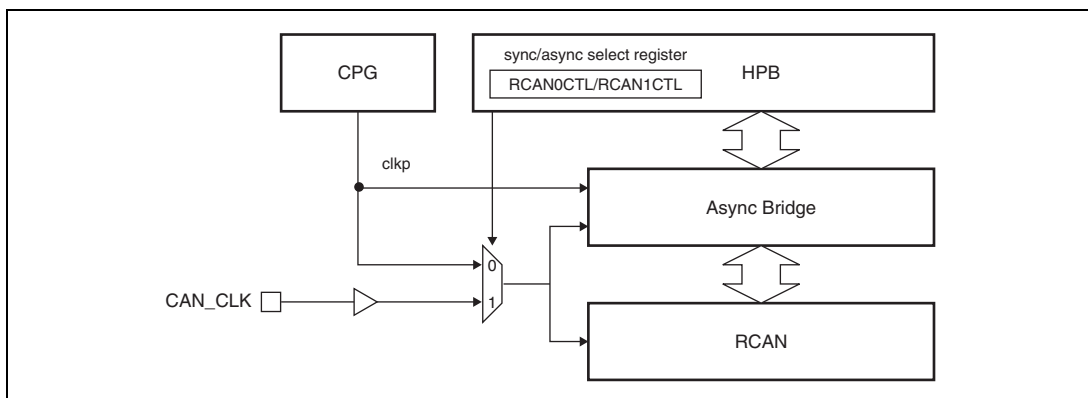 CPG
sync/async select register
HPB
RCAN0CTL/RCAN1CTL
clkp
Async Bridge
0
CAN_CLK
1
RCAN